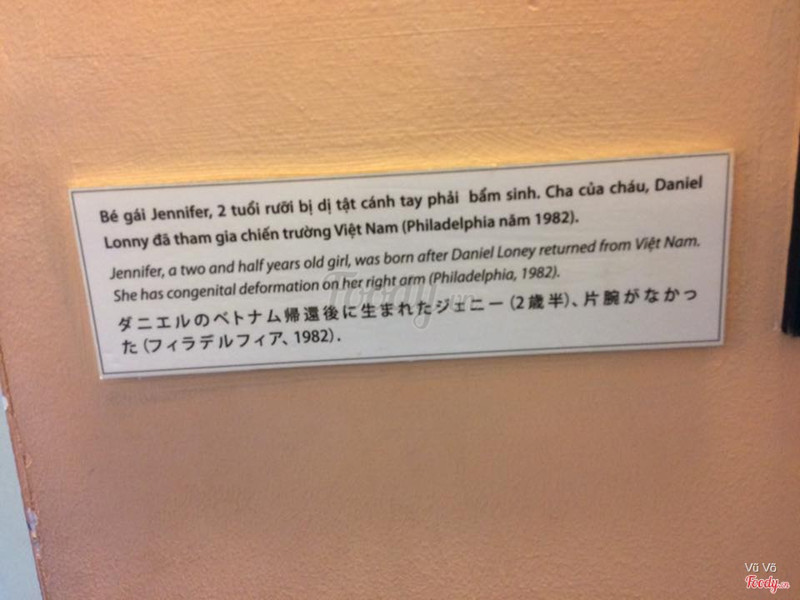 Bé gái Jennifer, 2 tuổi rưỡi bị dị tật cánh tay phải bẩm sinh. Cha của cháu, Daniel
Lonny đã tham gia chiến trường Việt Nam (Philadelphia năm 1982).
Jennifer, a two and half years old girl, was born after Daniel Loney returned from Việt Nam.
She has congenital deformation on her right arm (Philadelphia, 1982).
ダニエルのベトナム帰還後に生まれたジェニー(2歳半)、片腕がなかっ
た(フィラデルフィア、1982).
Foody.vn
Vũ Võ
Foody.vn